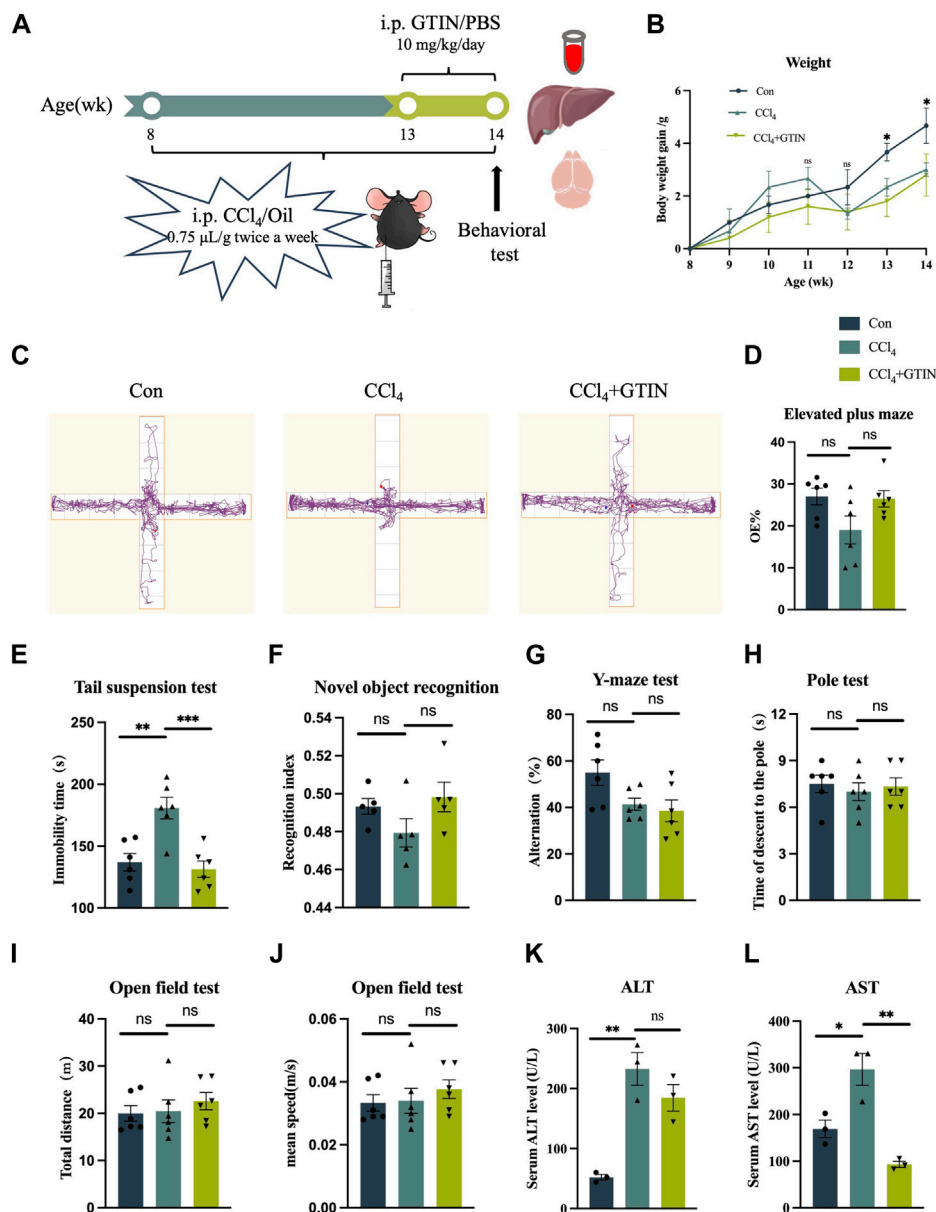 A
i.p. GTIN/PBS
10 mg/kg/day
Age(wk)
8
13
14
i.p. CCl₄/Oil
0.75 μL/g twice a week
Behavioral
test
B
Weight
Con
CCl₄
CCl₄+GTIN
Body weight gain /g
6
4
2
0
ns
ns
*
*
8 9 10 11 12 13 14
Age (wk)
Con
CCl₄
CCl₄+GTIN
C
Con
CCl₄
CCl₄+GTIN
D
Elevated plus maze
ns
ns
OE%
40
30
20
10
0
E
Tail suspension test
**
***
Immobility time (s)
250
200
150
100
F
Novel object recognition
ns
ns
Recognition index
0.54
0.52
0.50
0.48
0.46
0.44
G
Y-maze test
ns
ns
Alternation (%)
80
60
40
20
0
H
Pole test
ns
ns
Time of descent to the pole (s)
12
9
6
3
0
I
Open field test
ns
ns
Total distance (m)
40
30
20
10
0
J
Open field test
ns
ns
mean speed(m/s)
0.06
0.04
0.02
0.00
K
ALT
**
ns
Serum ALT level (U/L)
300
200
100
50
0
L
AST
*
**
Serum AST level (U/L)
400
300
200
100
0